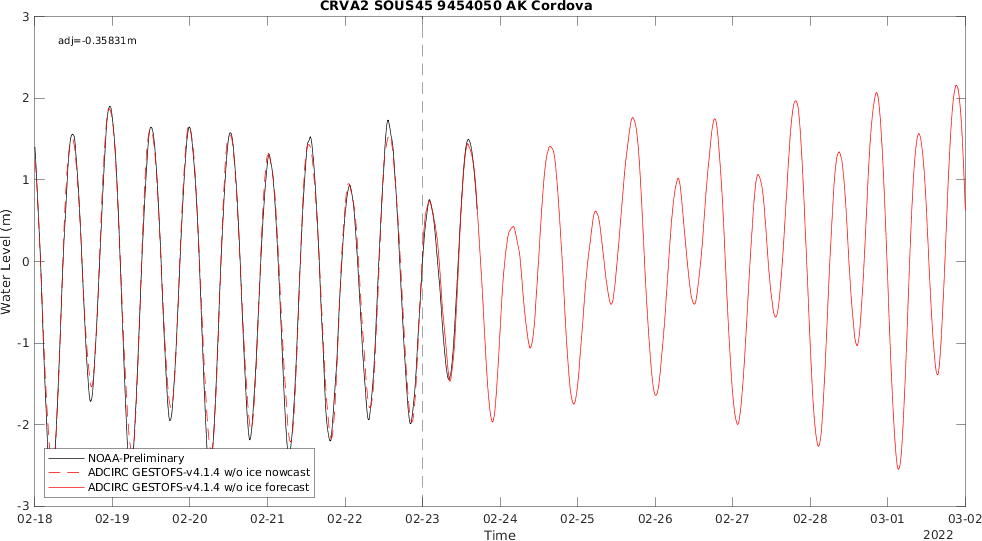 CRVA2 SOUS45 9454050 AK Cordova
adj=-0.35831m
3
2
1
0
-1
-2
-3
Water Level (m)
NOAA-Preliminary
ADCIRC GESTOFS-v4.1.4 w/o ice nowcast
ADCIRC GESTOFS-v4.1.4 w/o ice forecast
02-18 02-19 02-20 02-21 02-22 02-23 02-24 02-25 02-26 02-27 02-28 03-01 03-02
Time
2022